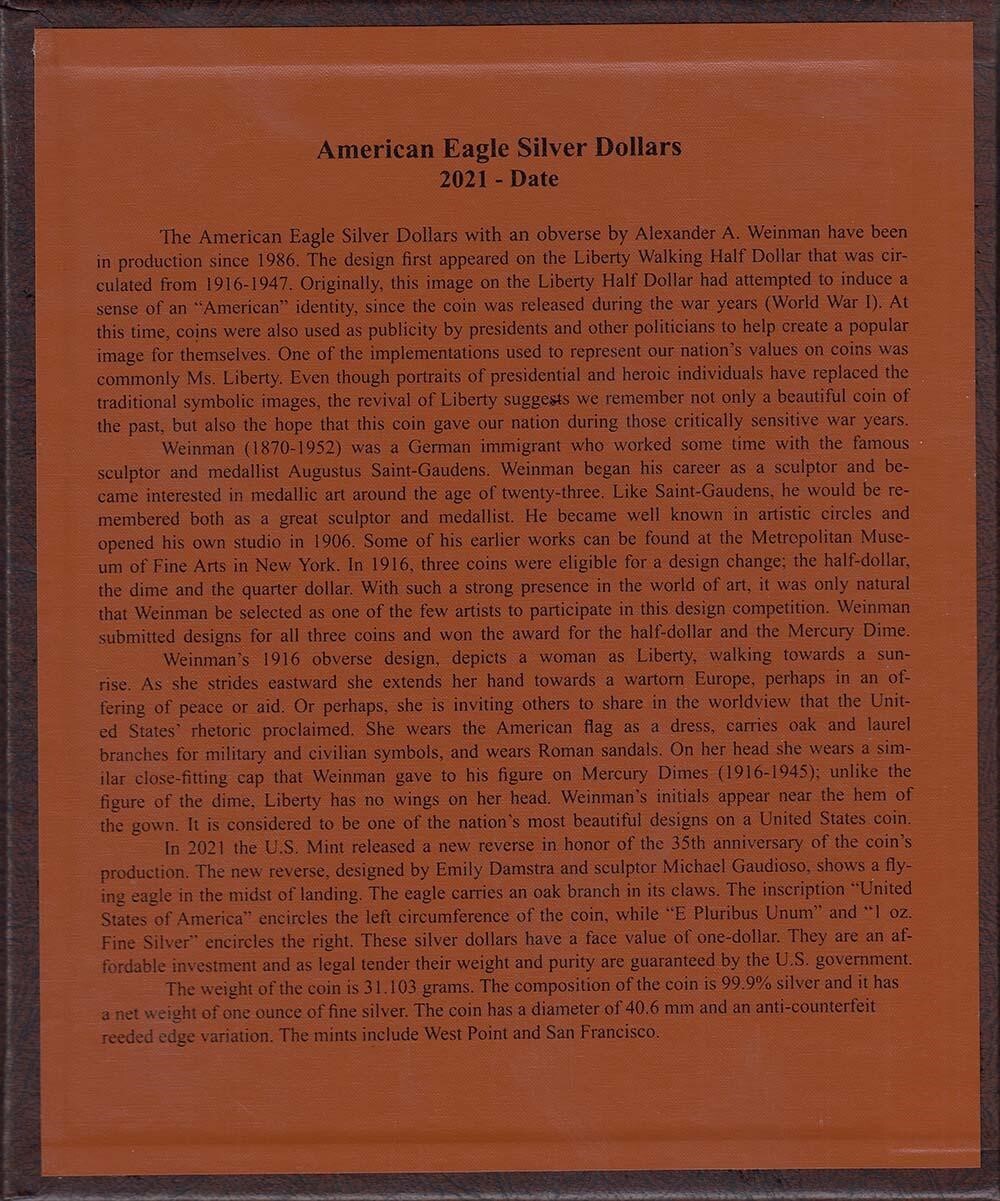 American Eagle Silver Dollars
2021 - Date
The American Eagle Silver Dollars with an obverse by Alexander A. Weinman have been
in production since 1986. The design first appeared on the Liberty Walking Half Dollar that was cir-
culated from 1916-1947. Originally, this image on the Liberty Half Dollar had attempted to induce a
sense of an “American” identity, since the coin was released during the war years (World War I). At
this time, coins were also used as publicity by presidents and other politicians to help create a popular
image for themselves. One of the implementations used to represent our nation’s values on coins was
commonly Ms. Liberty. Even though portraits of presidential and heroic individuals have replaced the
traditional symbolic images, the revival of Liberty suggests we remember not only a beautiful coin of
the past, but also the hope that this coin gave our nation during those critically sensitive war years.
Weinman (1870-1952) was a German immigrant who worked some time with the famous
sculptor and medallist Augustus Saint-Gaudens. Weinman began his career as a sculptor and be-
came interested in medallic art around the age of twenty-three. Like Saint-Gaudens, he would be re-
membered both as a great sculptor and medallist. He became well known in artistic circles and
opened his own studio in 1906. Some of his earlier works can be found at the Metropolitan Muse-
um of Fine Arts in New York. In 1916, three coins were eligible for a design change; the half-dollar,
the dime and the quarter dollar. With such a strong presence in the world of art, it was only natural
that Weinman be selected as one of the few artists to participate in this design competition. Weinman
submitted designs for all three coins and won the award for the half-dollar and the Mercury Dime.
Weinman’s 1916 obverse design, depicts a woman as Liberty, walking towards a sun-
rise. As she strides eastward she extends her hand towards a wartorn Europe, perhaps in an of-
fering of peace or aid. Or perhaps, she is inviting others to share in the worldview that the Unit-
ed States’ rhetoric proclaimed. She wears the American flag as a dress, carries oak and laurel
branches for military and civilian symbols, and wears Roman sandals. On her head she wears a sim-
ilar close-fitting cap that Weinman gave to his figure on Mercury Dimes (1916-1945); unlike the
figure of the dime, Liberty has no wings on her head. Weinman’s initials appear near the hem of
the gown. It is considered to be one of the nation’s most beautiful designs on a United States coin.
In 2021 the U.S. Mint released a new reverse in honor of the 35th anniversary of the coin’s
production. The new reverse, designed by Emily Damstra and sculptor Michael Gaudioso, shows a fly-
ing eagle in the midst of landing. The eagle carries an oak branch in its claws. The inscription “United
States of America” encircles the left circumference of the coin, while “E Pluribus Unum” and “1 oz.
Fine Silver” encircles the right. These silver dollars have a face value of one-dollar. They are an af-
fordable investment and as legal tender their weight and purity are guaranteed by the U.S. government.
The weight of the coin is 31.103 grams. The composition of the coin is 99.9% silver and it has
a net weight of one ounce of fine silver. The coin has a diameter of 40.6 mm and an anti-counterfeit
reeded edge variation. The mints include West Point and San Francisco.